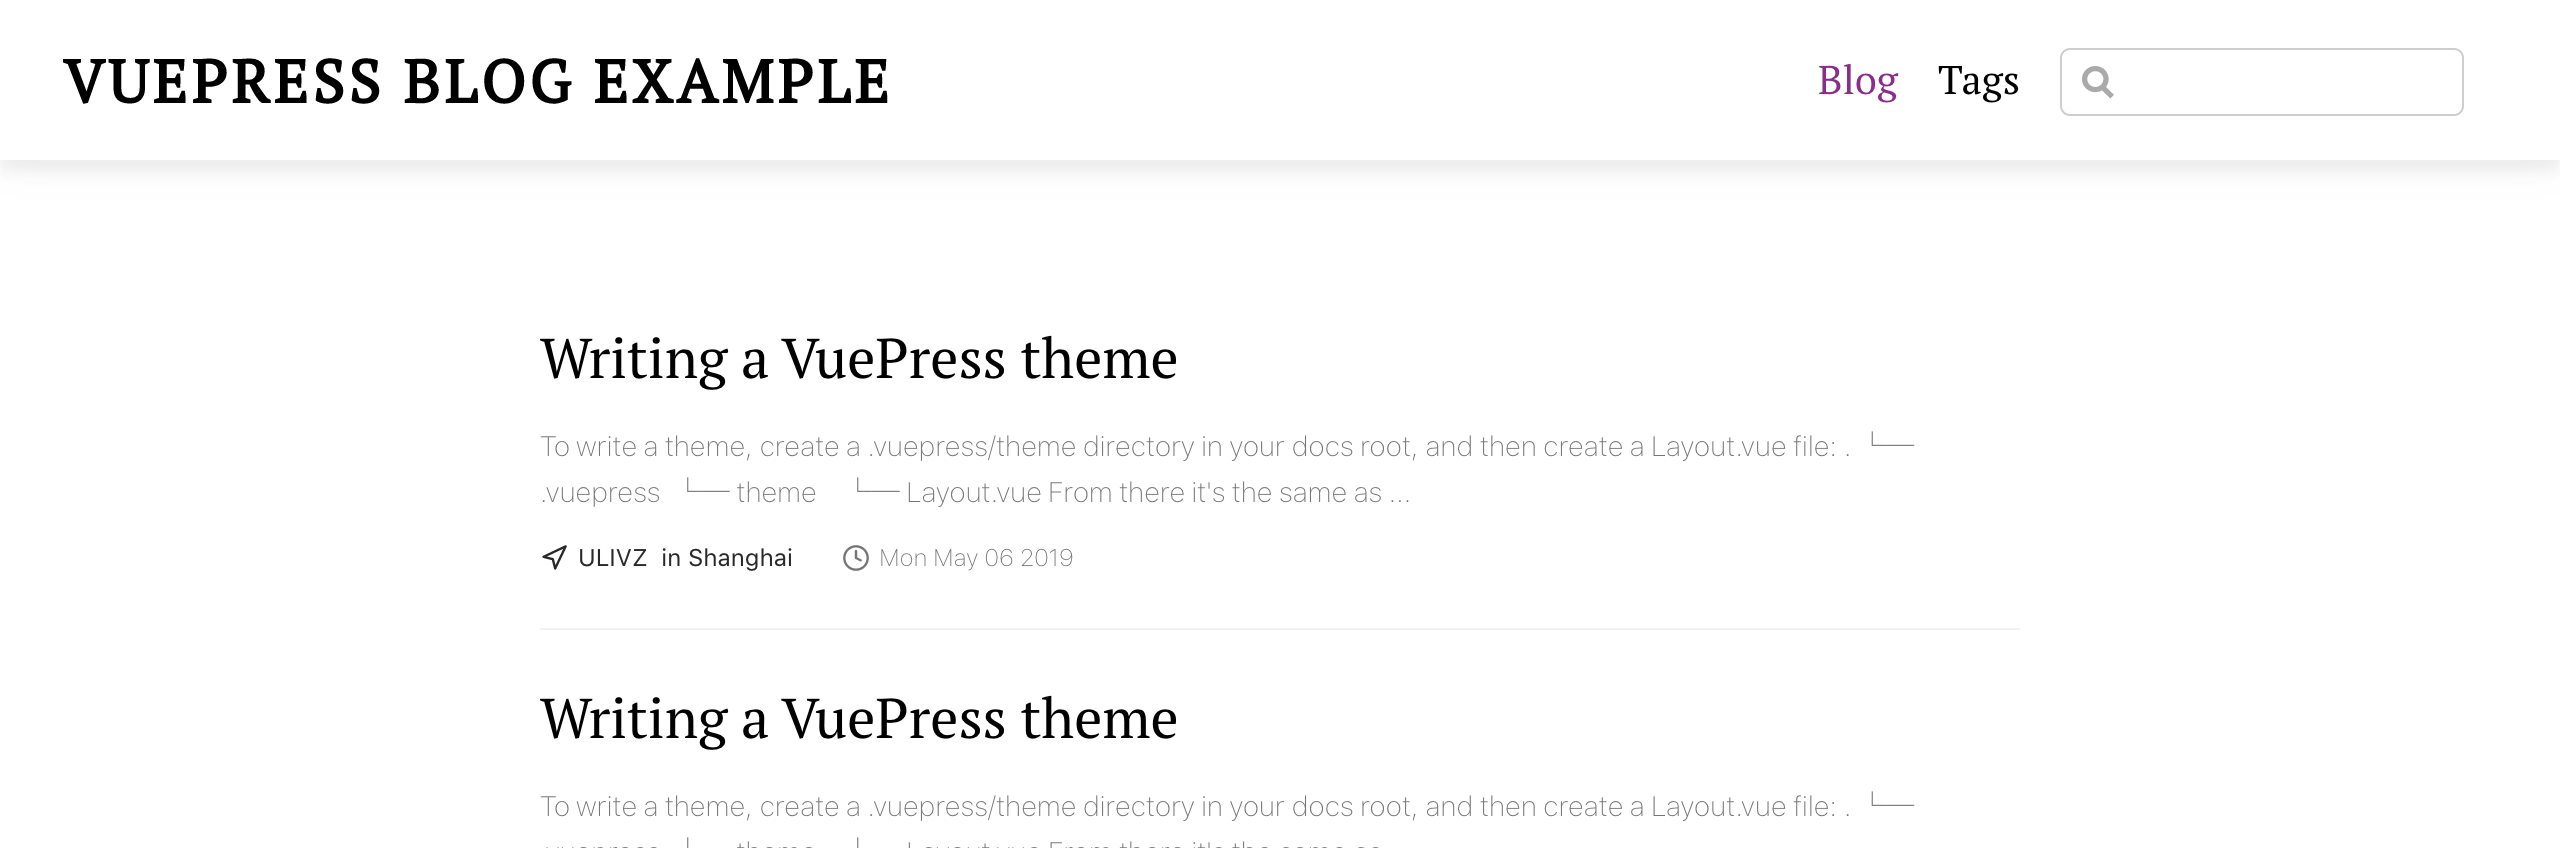 VUEPRESS BLOG EXAMPLE
Blog Tags
Writing a VuePress theme
To write a theme, create a .vuepress/theme directory in your docs root, and then create a Layout.vue file: . └──
.vuepress └── theme └── Layout.vue From there it's the same as ...
ULIVZ in Shanghai Mon May 06 2019
Writing a VuePress theme
To write a theme, create a .vuepress/theme directory in your docs root, and then create a Layout.vue file: . └──